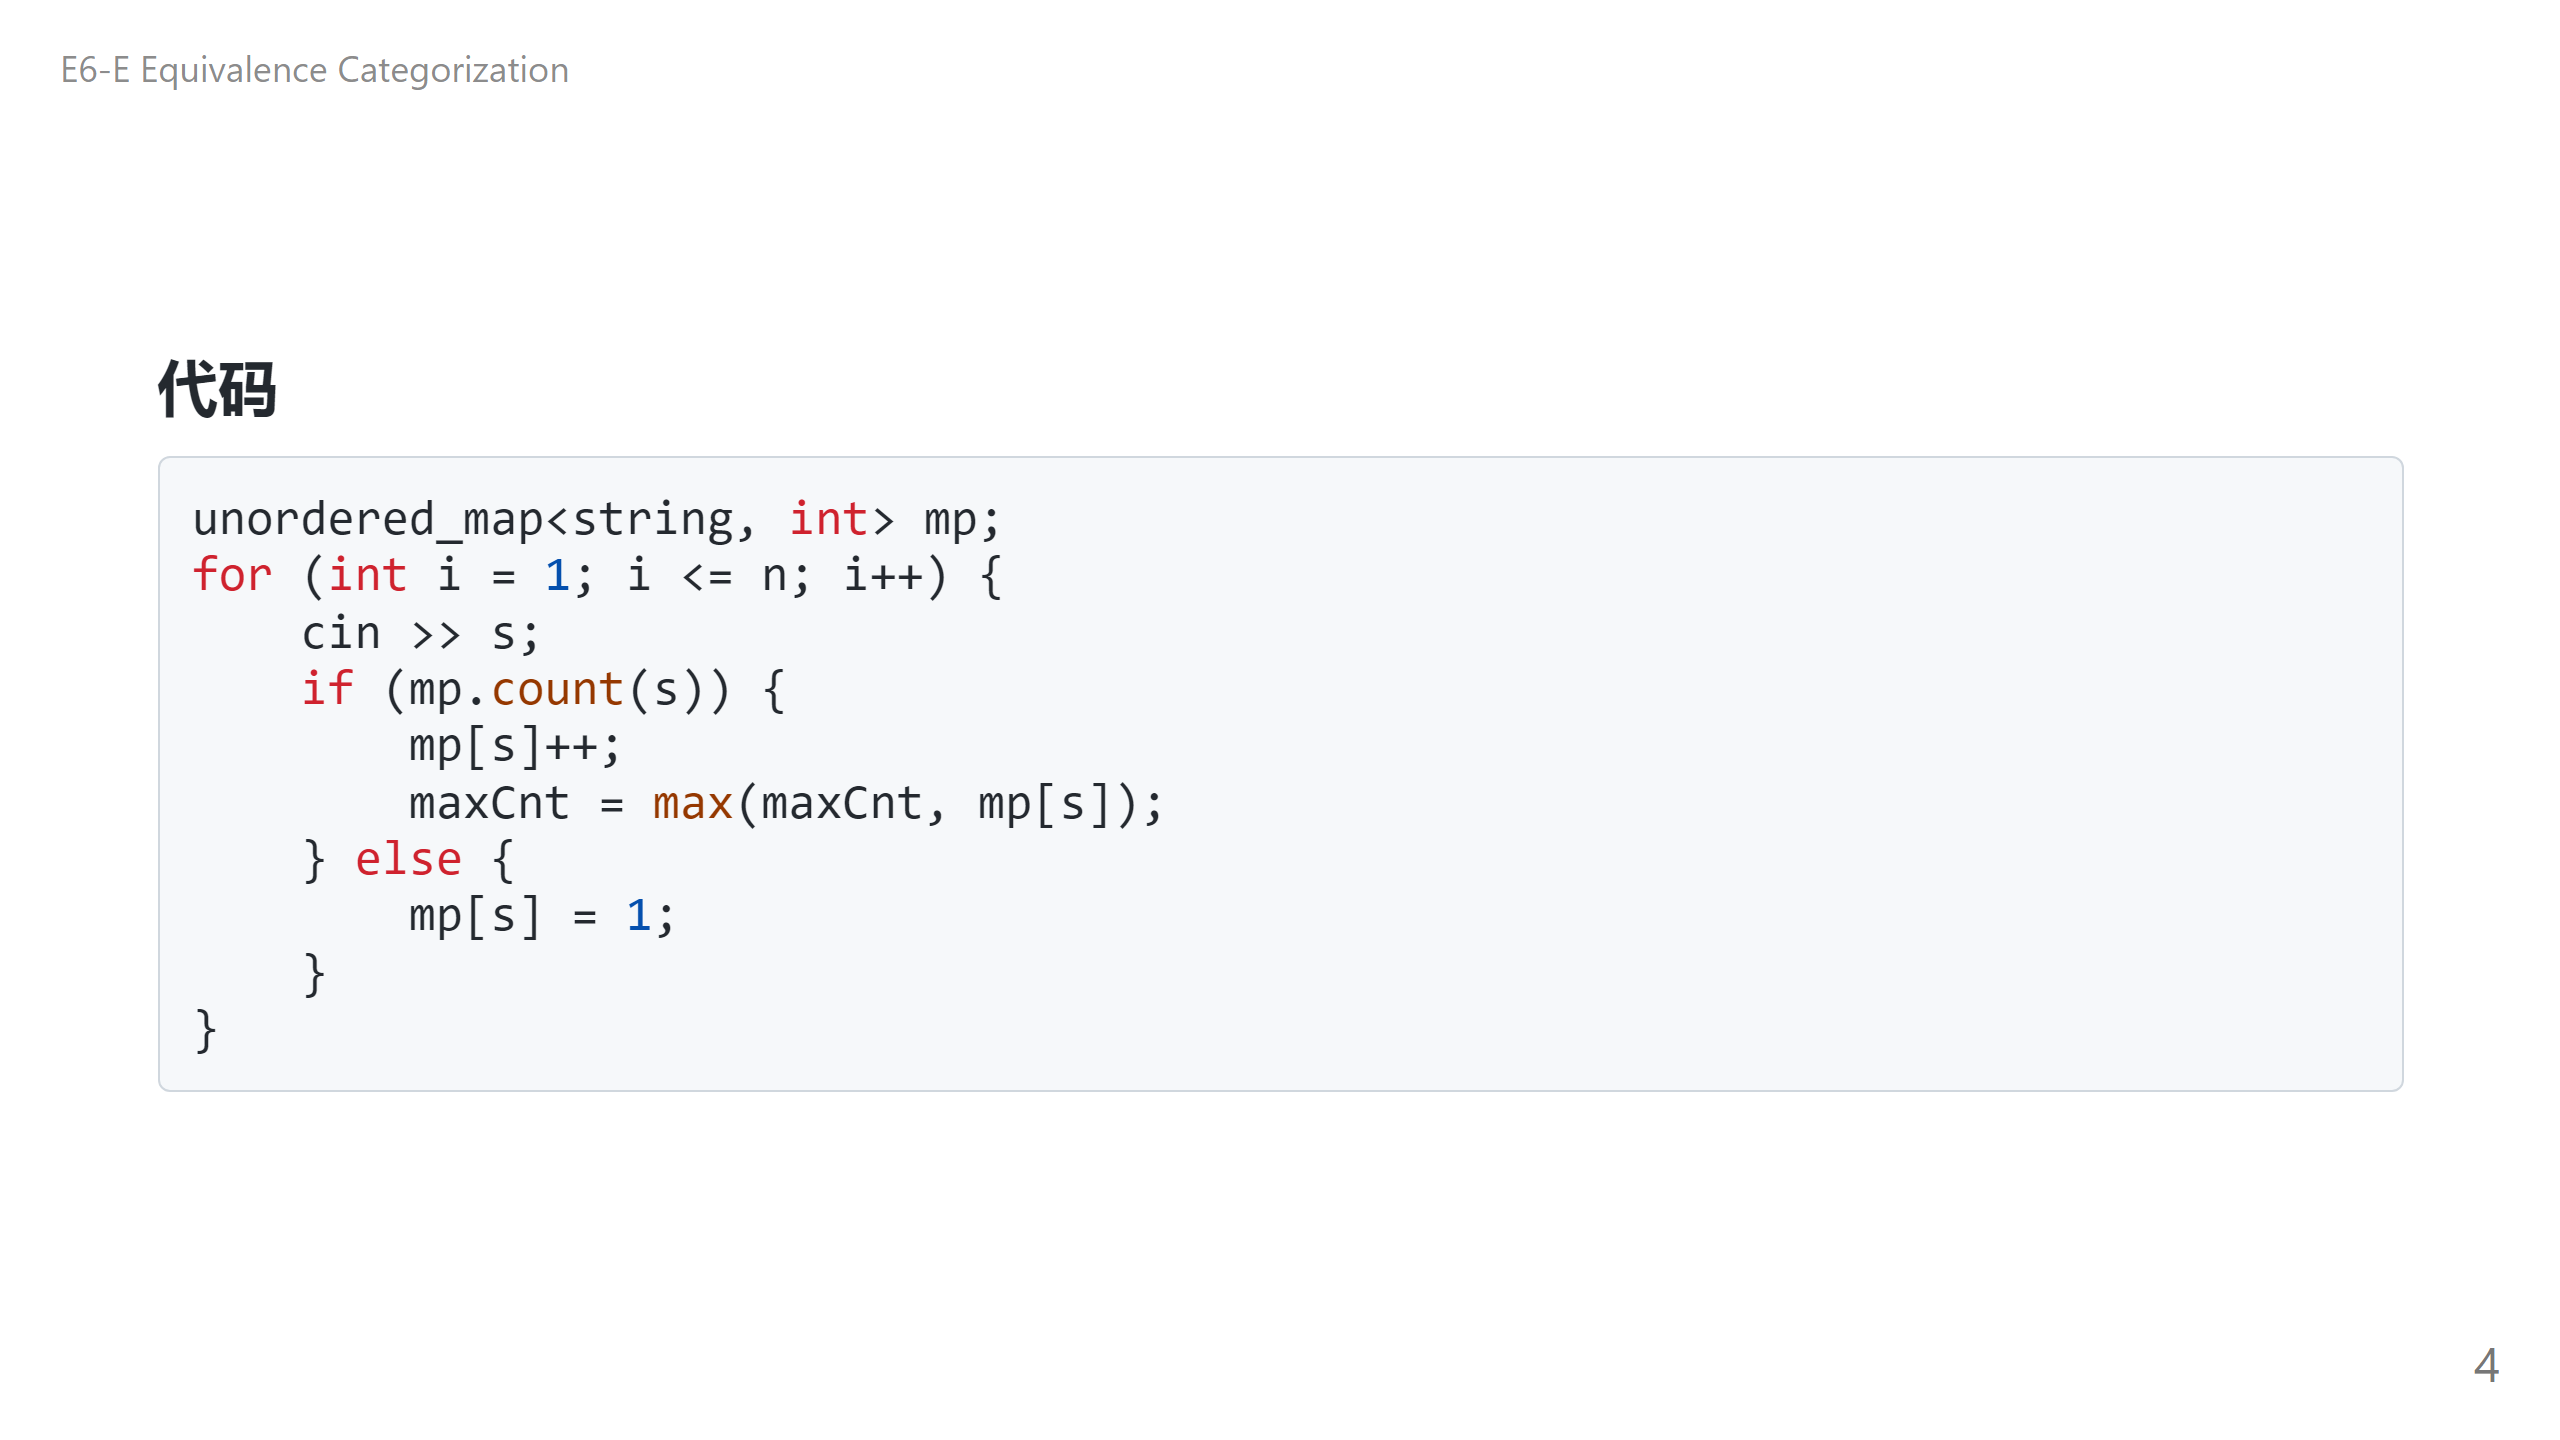 E6-E Equivalence Categorization
代码
unordered_map<string, int> mp;
for (int i = 1; i <= n; i++) {
    cin >> s;
    if (mp.count(s)) {
        mp[s]++;
        maxCnt = max(maxCnt, mp[s]);
    } else {
        mp[s] = 1;
    }
}
4